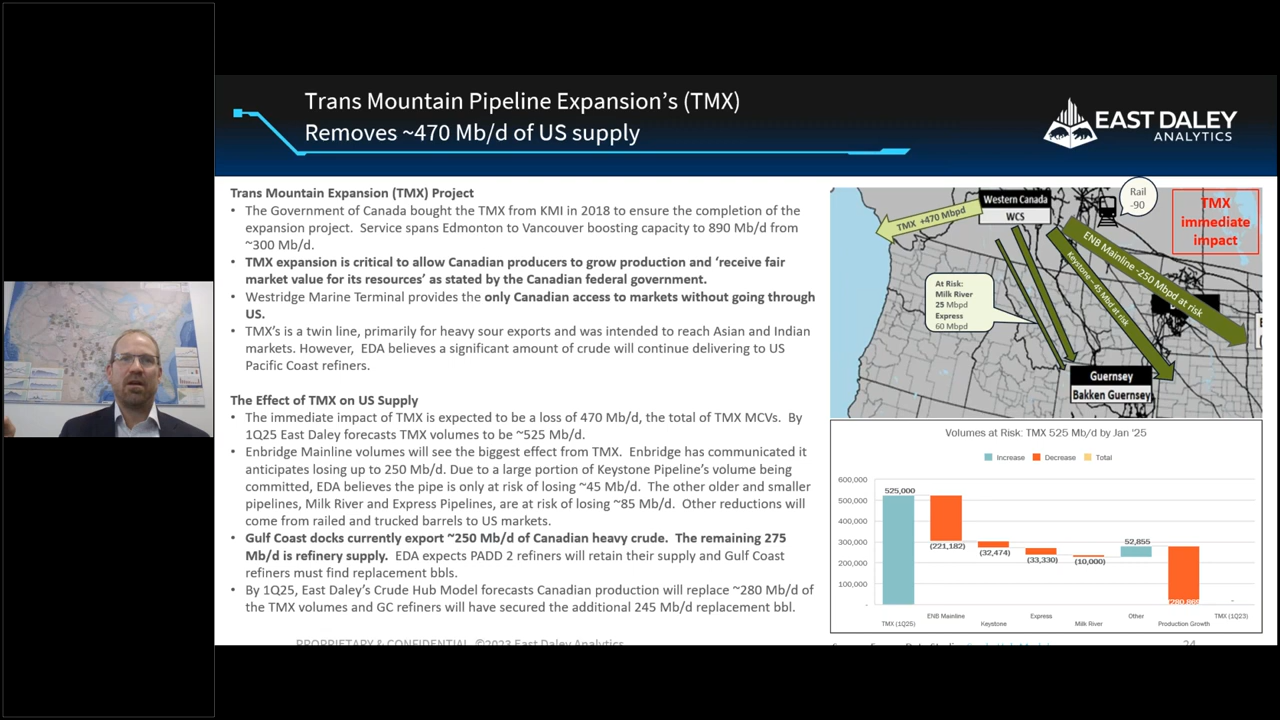 Trans Mountain Pipeline Expansion's (TMX)
Removes ~470 Mb/d of US supply
EAST DALEY
ANALYTICS
Trans Mountain Expansion (TMX) Project
• The Government of Canada bought the TMX from KMI in 2018 to ensure the completion of the
expansion project. Service spans Edmonton to Vancouver boosting capacity to 890 Mb/d from
~300 Mb/d.
• TMX expansion is critical to allow Canadian producers to grow production and 'receive fair
market value for its resources' as stated by the Canadian federal government.
• Westridge Marine Terminal provides the only Canadian access to markets without going through
US.
• TMX's is a twin line, primarily for heavy sour exports and was intended to reach Asian and Indian
markets. However, EDA believes a significant amount of crude will continue delivering to US
Pacific Coast refiners.
The Effect of TMX on US Supply
• The immediate impact of TMX is expected to be a loss of 470 Mb/d, the total of TMX MCVs. By
1Q25 East Daley forecasts TMX volumes to be ~525 Mb/d.
• Enbridge Mainline volumes will see the biggest effect from TMX. Enbridge has communicated it
anticipates losing up to 250 Mb/d. Due to a large portion of Keystone Pipeline's volume being
committed, EDA believes the pipe is only at risk of losing ~45 Mb/d. The other older and smaller
pipelines, Milk River and Express Pipelines, are at risk of losing ~85 Mb/d. Other reductions will
come from railed and trucked barrels to US markets.
• Gulf Coast docks currently export ~250 Mb/d of Canadian heavy crude. The remaining 275
Mb/d is refinery supply. EDA expects PADD 2 refiners will retain their supply and Gulf Coast
refiners must find replacement bbls.
• By 1Q25, East Daley's Crude Hub Model forecasts Canadian production will replace ~280 Mb/d of
the TMX volumes and GC refiners will have secured the additional 245 Mb/d replacement bbl.
PROPRIETARY & CONFIDENTIAL ©2023 East Daley Analytics
24
TMX +470 Mbpd
Western Canada
WCS
Rail
-90
TMX
immediate
impact
ENB Mainline -250 Mbpd at risk
Keystone – 45 Mbd at risk
At Risk:
Milk River
25 Mbpd
Express
60 Mbpd
Guernsey
Bakken Guernsey
Volumes at Risk: TMX 525 Mb/d by Jan '25
Increase Decrease Total
600,000
500,000
400,000
300,000
200,000
100,000
-
525,000
(221,182)
(32,474)
(33,330)
(10,000)
52,855
-
TMX (1Q25)
ENB Mainline
Keystone
Express
Milk River
Other
Production Growth
TMX (1Q23)